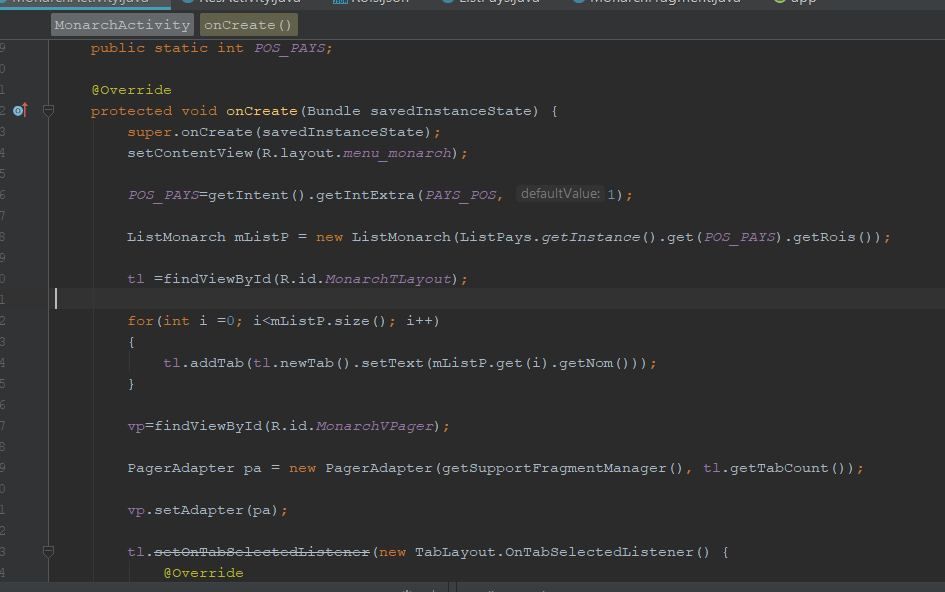 MonarchActivity onCreate()
public static int POS_PAYS;
@Override
protected void onCreate(Bundle savedInstanceState) {
super.onCreate(savedInstanceState);
setContentView(R.layout.menu_monarch);
POS_PAYS=getIntent().getIntExtra(PAYS_POS, defaultValue: 1);
ListMonarch mListP = new ListMonarch(ListPays.getInstance().get(POS_PAYS).getRois());
tl =findViewById(R.id.MonarchTLayout);
for(int i =0; i<mListP.size(); i++)
{
tl.addTab(tl.newTab().setText(mListP.get(i).getNom()));
}
vp=findViewById(R.id.MonarchVPager);
PagerAdapter pa = new PagerAdapter(getSupportFragmentManager(), tl.getTabCount());
vp.setAdapter(pa);
tl.setOnTabSelectedListener(new TabLayout.OnTabSelectedListener() {
@Override